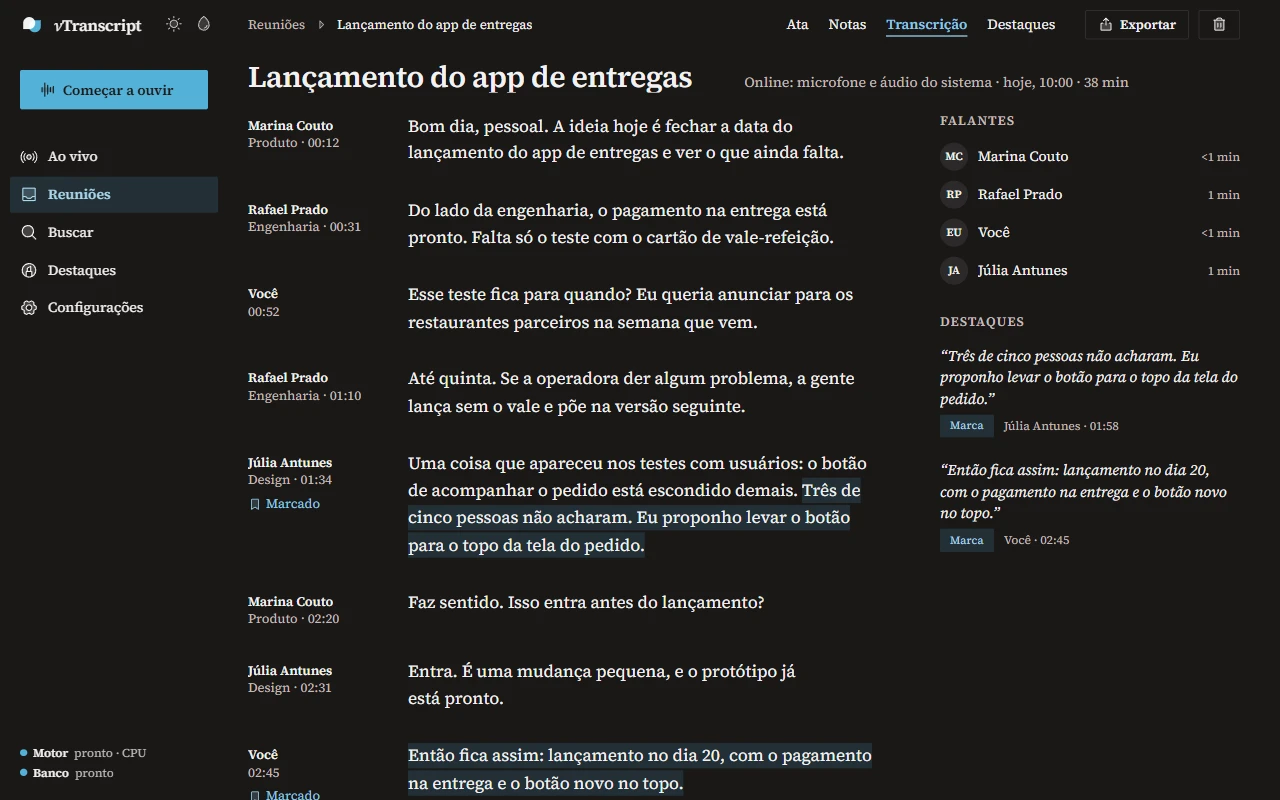 vTranscript
Reuniões
Lançamento do app de entregas
Ata
Notas
Transcrição
Destaques
Exportar
Começar a ouvir
Ao vivo
Reuniões
Buscar
Destaques
Configurações
Motor pronto · CPU
Banco pronto
Lançamento do app de entregas
Online: microfone e áudio do sistema · hoje, 10:00 · 38 min
Marina Couto
Produto · 00:12
Bom dia, pessoal. A ideia hoje é fechar a data do
lançamento do app de entregas e ver o que ainda falta.
Rafael Prado
Engenharia · 00:31
Do lado da engenharia, o pagamento na entrega está
pronto. Falta só o teste com o cartão de vale-refeição.
Você
00:52
Esse teste fica para quando? Eu queria anunciar para os
restaurantes parceiros na semana que vem.
Rafael Prado
Engenharia · 01:10
Até quinta. Se a operadora der algum problema, a gente
lança sem o vale e põe na versão seguinte.
Júlia Antunes
Design · 01:34
Marcado
Uma coisa que apareceu nos testes com usuários: o botão
de acompanhar o pedido está escondido demais. Três de
cinco pessoas não acharam. Eu proponho levar o botão
para o topo da tela do pedido.
Marina Couto
Produto · 02:20
Faz sentido. Isso entra antes do lançamento?
Júlia Antunes
Design · 02:31
Entra. É uma mudança pequena, e o protótipo já
está pronto.
Você
02:45
Marcado
Então fica assim: lançamento no dia 20, com o pagamento
na entrega e o botão novo no topo.
FALANTES
MC Marina Couto <1 min
RP Rafael Prado 1 min
EU Você <1 min
JA Júlia Antunes 1 min
DESTAQUES
“Três de cinco pessoas não acharam. Eu
proponho levar o botão para o topo da tela do
pedido.”
Marca Júlia Antunes · 01:58
“Então fica assim: lançamento no dia 20,
com o pagamento na entrega e o botão novo
no topo.”
Marca Você · 02:45